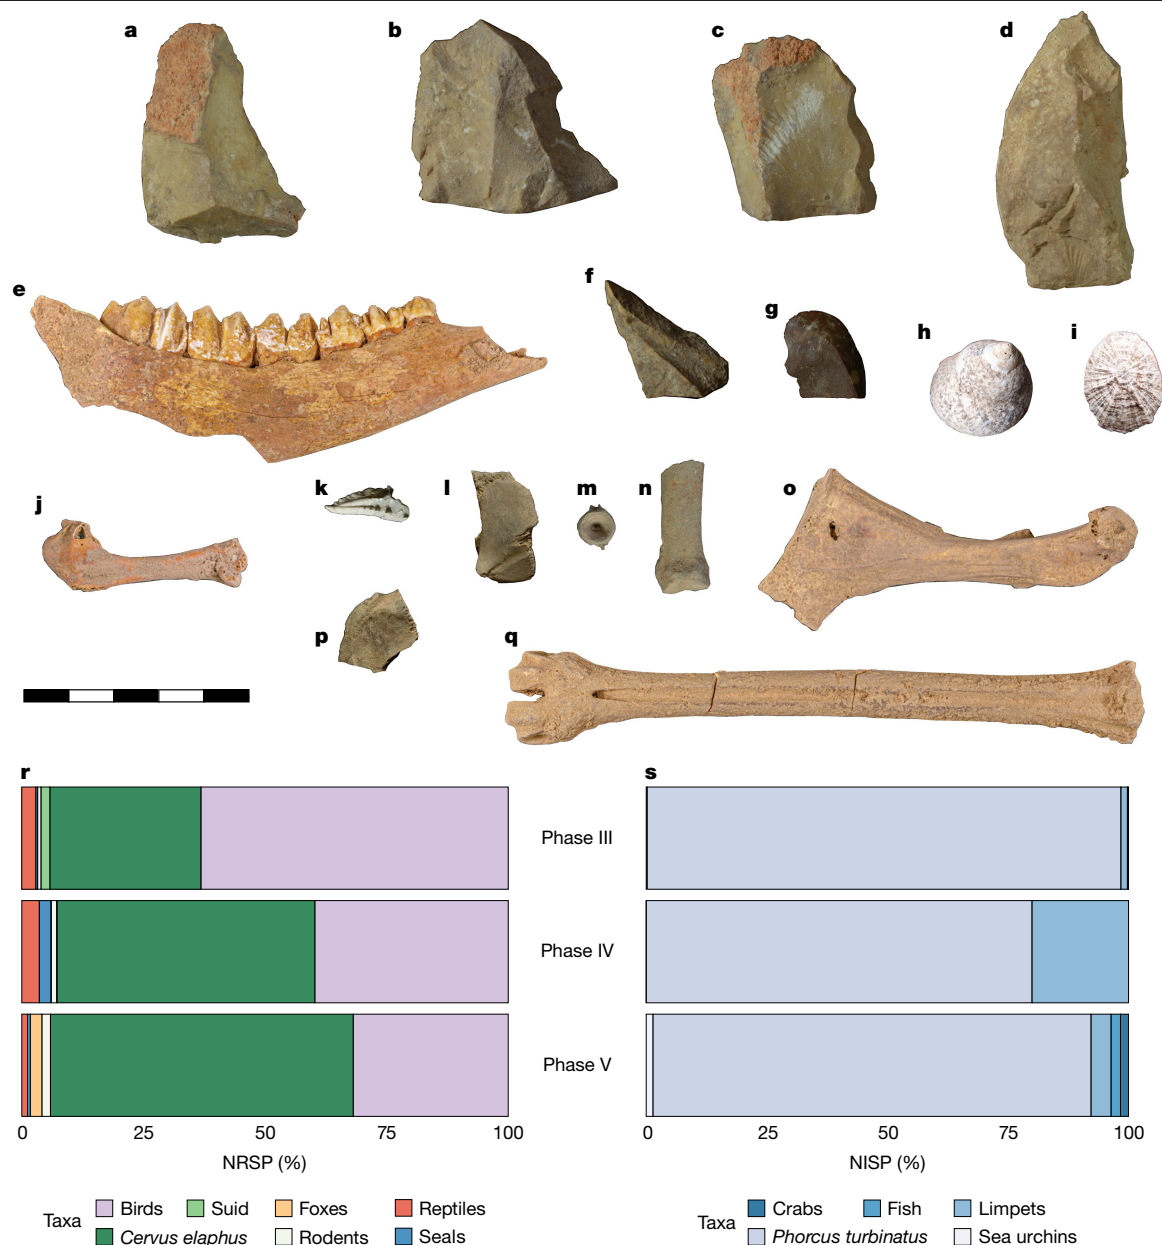 a
b
c
d
e
f
g
h
i
j
k
l
m
n
o
p
q
r
s
Phase III
Phase IV
Phase V
0 25 50 75 100
NRSP (%)
0 25 50 75 100
NISP (%)
Taxa
Birds Suid Foxes Reptiles
Cervus elaphus Rodents Seals
Taxa
Crabs Fish Limpets
Phorcus turbinatus Sea urchins